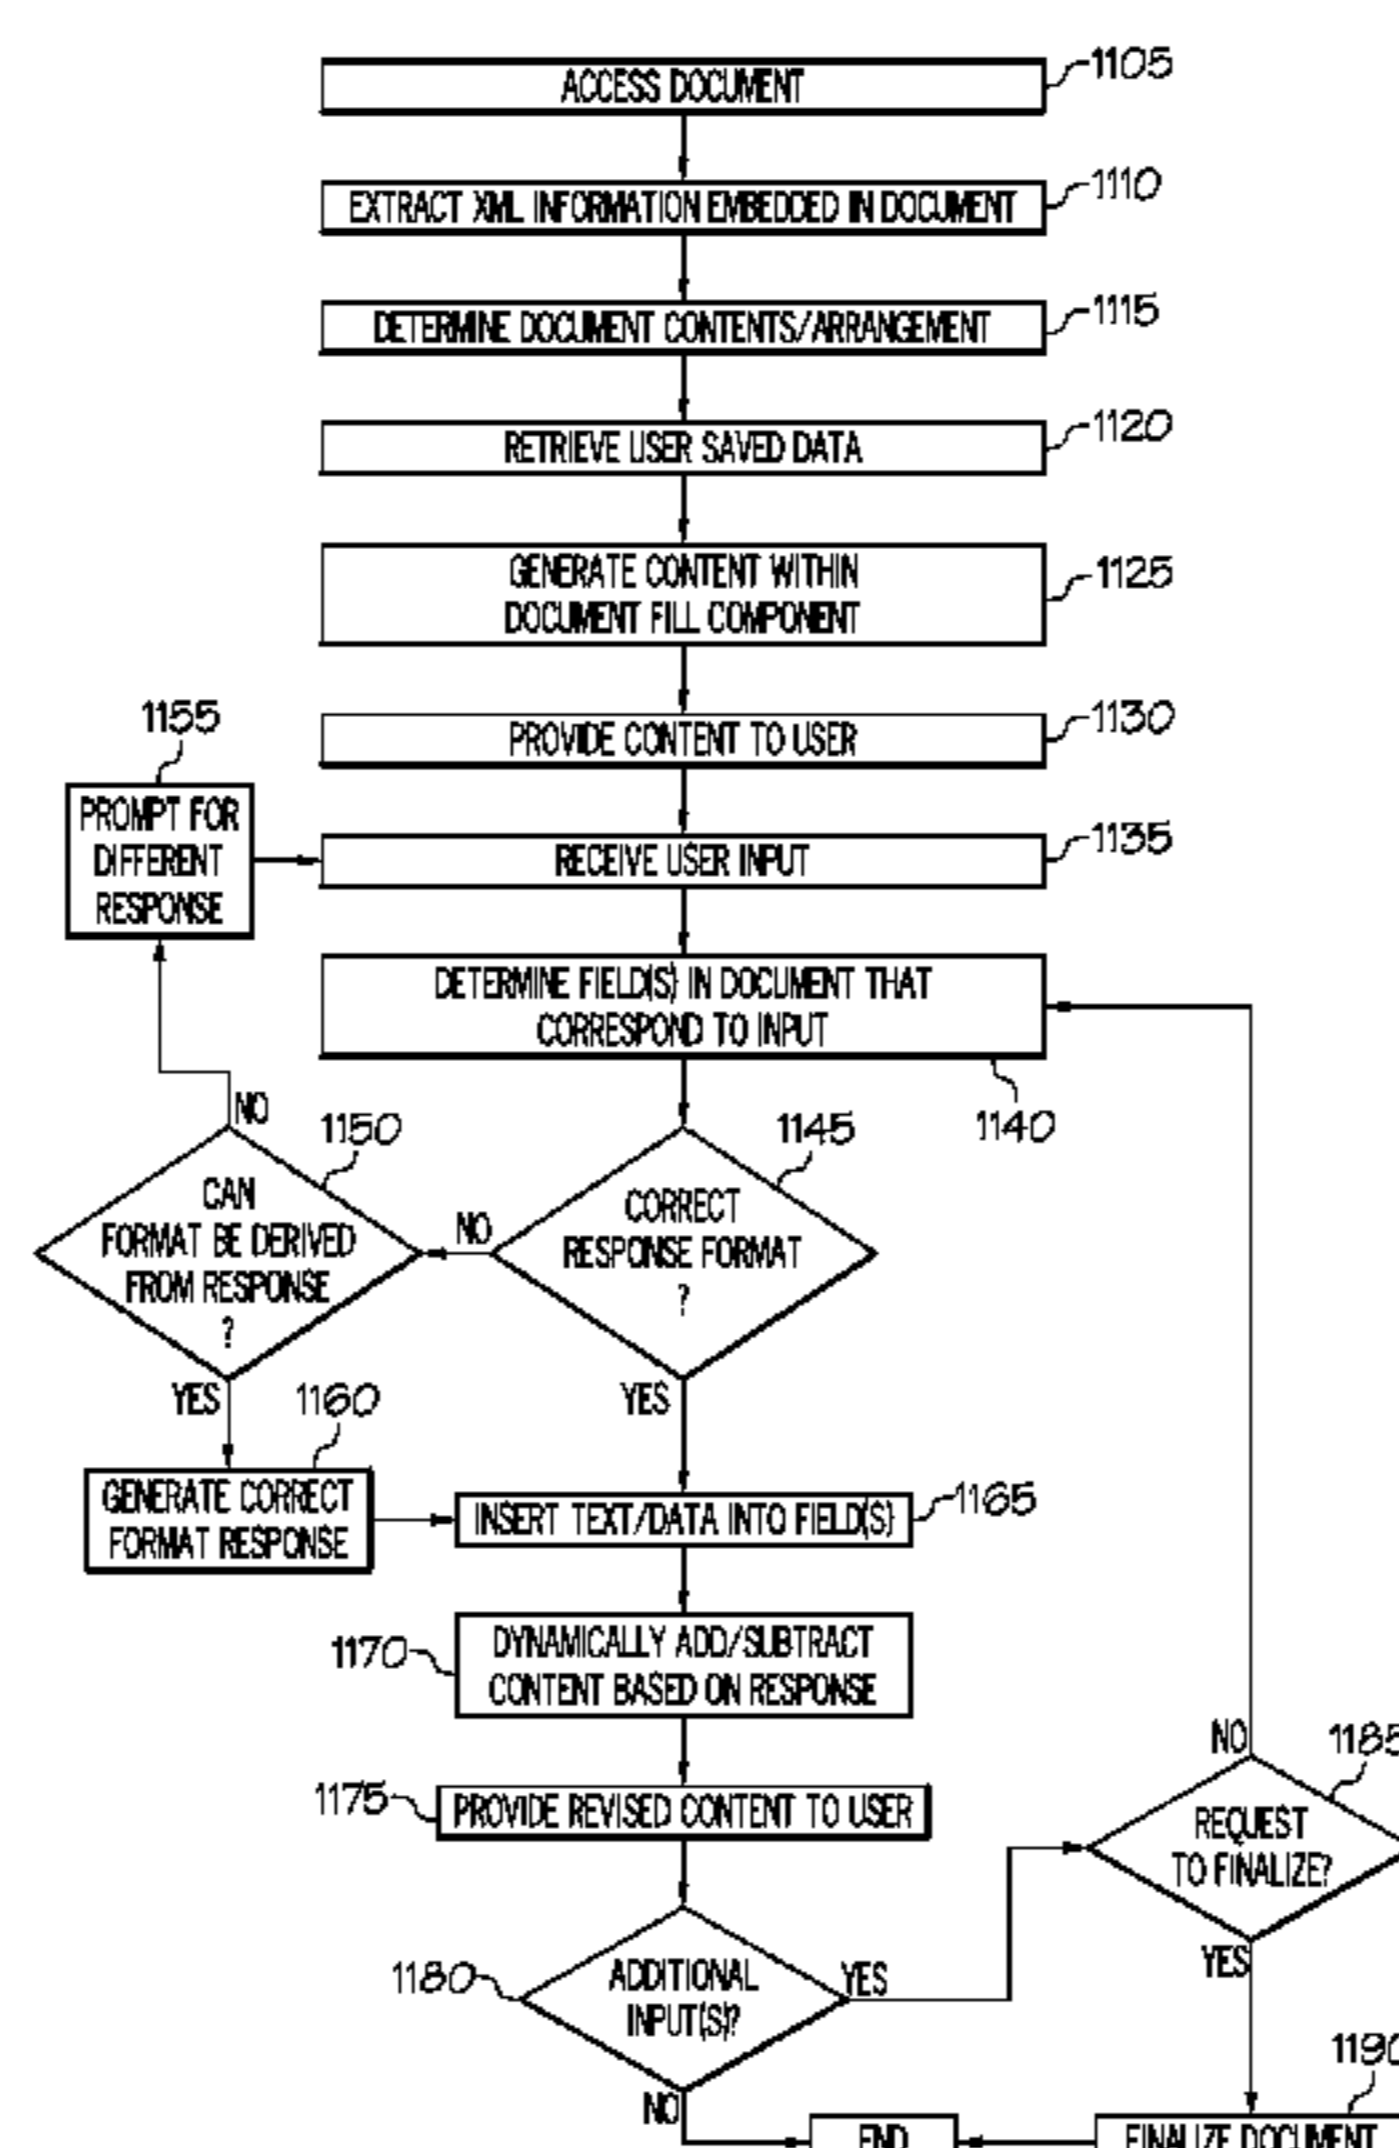 ACCESS DOCUMENT
1105
EXTRACT XML INFORMATION EMBEDDED IN DOCUMENT
1110
DETERMINE DOCUMENT CONTENTS/ARRANGEMENT
1115
RETRIEVE USER SAVED DATA
1120
GENERATE CONTENT WITHIN
DOCUMENT FILL COMPONENT
1125
PROVIDE CONTENT TO USER
1130
1155
PROMPT FOR
DIFFERENT
RESPONSE
RECEIVE USER INPUT
1135
DETERMINE FIELD(S) IN DOCUMENT THAT
CORRESPOND TO INPUT
1140
NO
1150
CAN
FORMAT BE DERIVED
FROM RESPONSE
?
YES
NO
1145
CORRECT
RESPONSE FORMAT
?
YES
1160
GENERATE CORRECT
FORMAT RESPONSE
INSERT TEXT/DATA INTO FIELD(S)
1165
1170
DYNAMICALLY ADD/SUBTRACT
CONTENT BASED ON RESPONSE
1175
PROVIDE REVISED CONTENT TO USER
NO
1185
REQUEST
TO FINALIZE?
YES
1180
ADDITIONAL
INPUT(S)?
YES
NO
1190
END
FINALIZE DOCUMENT